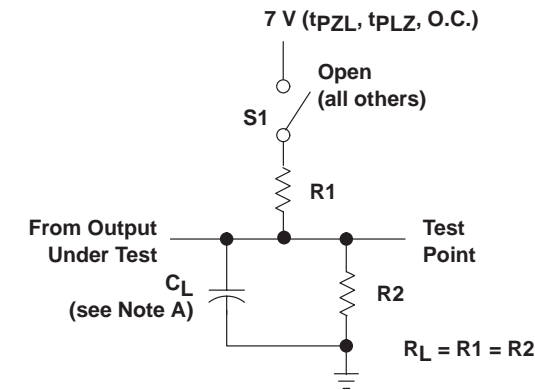 7 V (tPZL, tPLZ, O.C.)
Open
(all others)
S1
R1
From Output
Under Test
Test
Point
CL
(see Note A)
R2
RL = R1 = R2